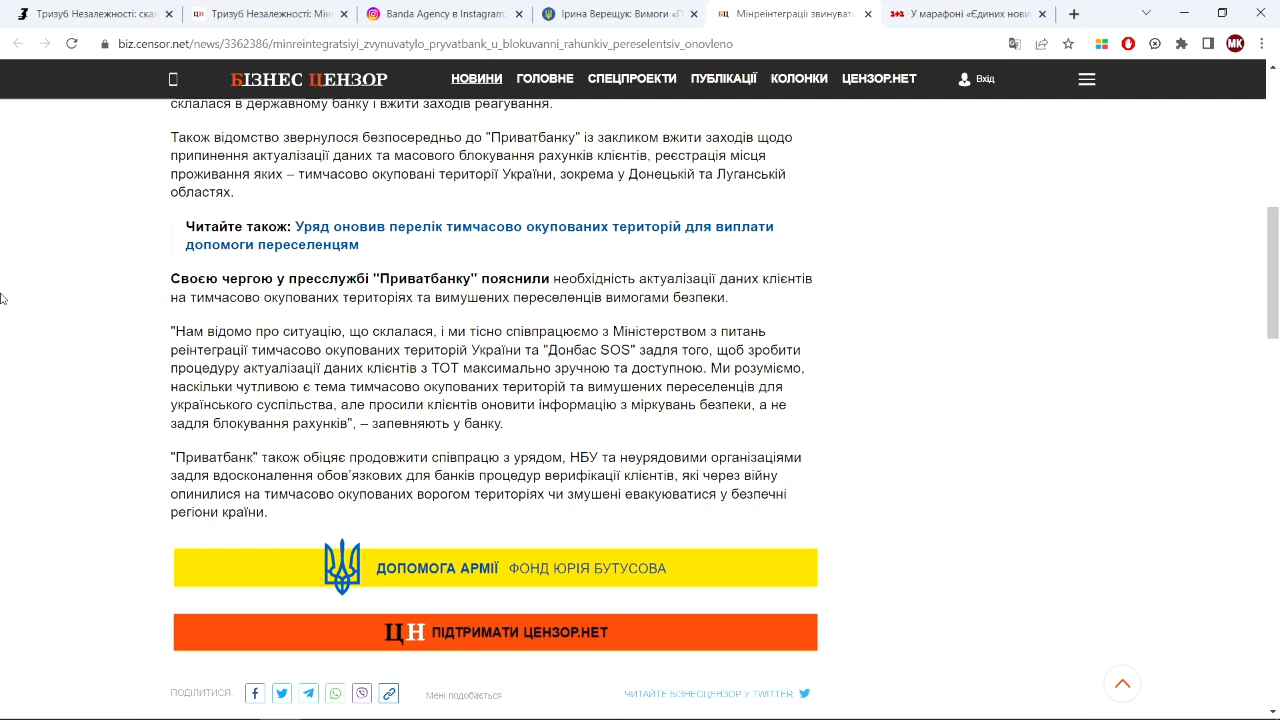 Тризуб Незалежності: скан
Тризуб Незалежності: Мін
Banda Agency в Instagram:
Ірина Верещук: Вимоги «П
Мінреінтеграції звинуват
У марафоні «Єдиних нови
biz.censor.net/news/3362386/minreintegratsiyi_zvynuvatylo_pryvatbank_u_blokuvanni_rahunkiv_pereselentsiv_onovleno
MK
БІЗНЕС ЦЕНЗОР
НОВИНИ ГОЛОВНЕ СПЕЦПРОЕКТИ ПУБЛІКАЦІЇ КОЛОНКИ ЦЕНЗОР.НЕТ
Вхід
склалася в державному банку і вжити заходів реагування.
Також відомство звернулося безпосередньо до "Приватбанку" із закликом вжити заходів щодо
припинення актуалізації даних та масового блокування рахунків клієнтів, реєстрація місця
проживання яких – тимчасово окуповані території України, зокрема у Донецькій та Луганській
областях.
Читайте також: Уряд оновив перелік тимчасово окупованих територій для виплати
допомоги переселенцям
Своєю чергою у пресслужбі "Приватбанку" пояснили необхідність актуалізації даних клієнтів
на тимчасово окупованих територіях та вимушених переселенців вимогами безпеки.
"Нам відомо про ситуацію, що склалася, і ми тісно співпрацюємо з Міністерством з питань
реінтеграції тимчасово окупованих територій України та "Донбас SOS" задля того, щоб зробити
процедуру актуалізації даних клієнтів з ТОТ максимально зручною та доступною. Ми розуміємо,
наскільки чутливою є тема тимчасово окупованих територій та вимушених переселенців для
українського суспільства, але просили клієнтів оновити інформацію з міркувань безпеки, а не
задля блокування рахунків", – запевняють у банку.
"Приватбанк" також обіцяє продовжити співпрацю з урядом, НБУ та неурядовими організаціями
задля вдосконалення обов’язкових для банків процедур верифікації клієнтів, які через війну
опинилися на тимчасово окупованих ворогом територіях чи змушені евакуюватися у безпечні
регіони країни.
ДОПОМОГА АРМІЇ ФОНД ЮРІЯ БУТУСОВА
ЦН ПІДТРИМАТИ ЦЕНЗОР.НЕТ
ПОДІЛИТИСЯ:
Мені подобається
ЧИТАЙТЕ БІЗНЕСЦЕНЗОР У TWITTER